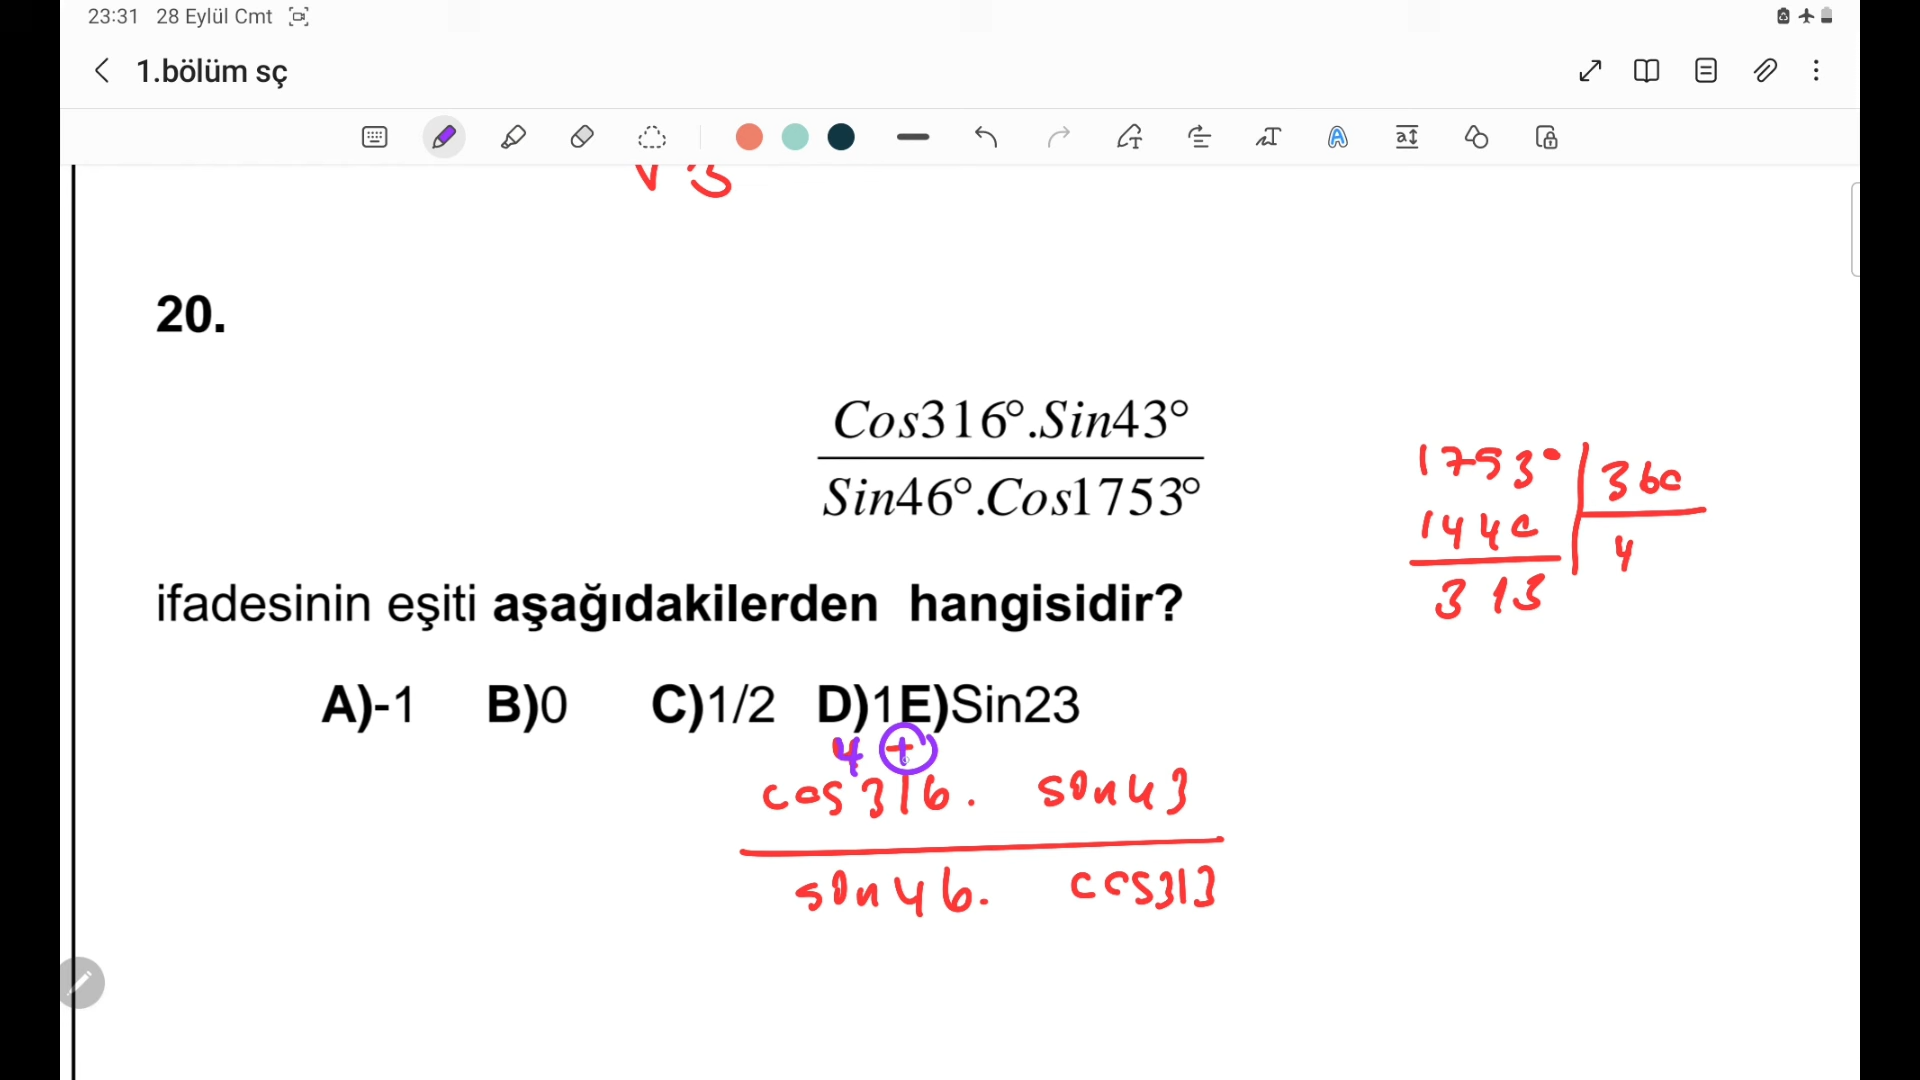 23:31 28 Eylül Cmt
1.bölüm sç
√3
20.
Cos316°.Sin43°
Sin46°.Cos1753°
1753° 360
1440 4
313
ifadesinin eşiti aşağıdakilerden hangisidir?
A)-1 B)0 C)1/2 D)1E)Sin23
4 +
cos316. sin43
sin46. cos313